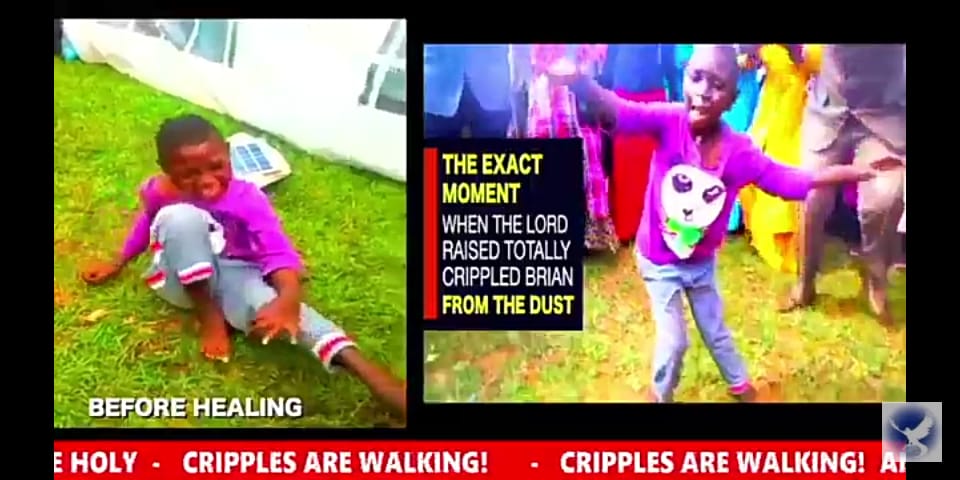 THE EXACT
MOMENT
WHEN THE LORD
RAISED TOTALLY
CRIPPLED BRIAN
FROM THE DUST
BEFORE HEALING
E HOLY - CRIPPLES ARE WALKING! - CRIPPLES ARE WALKING!